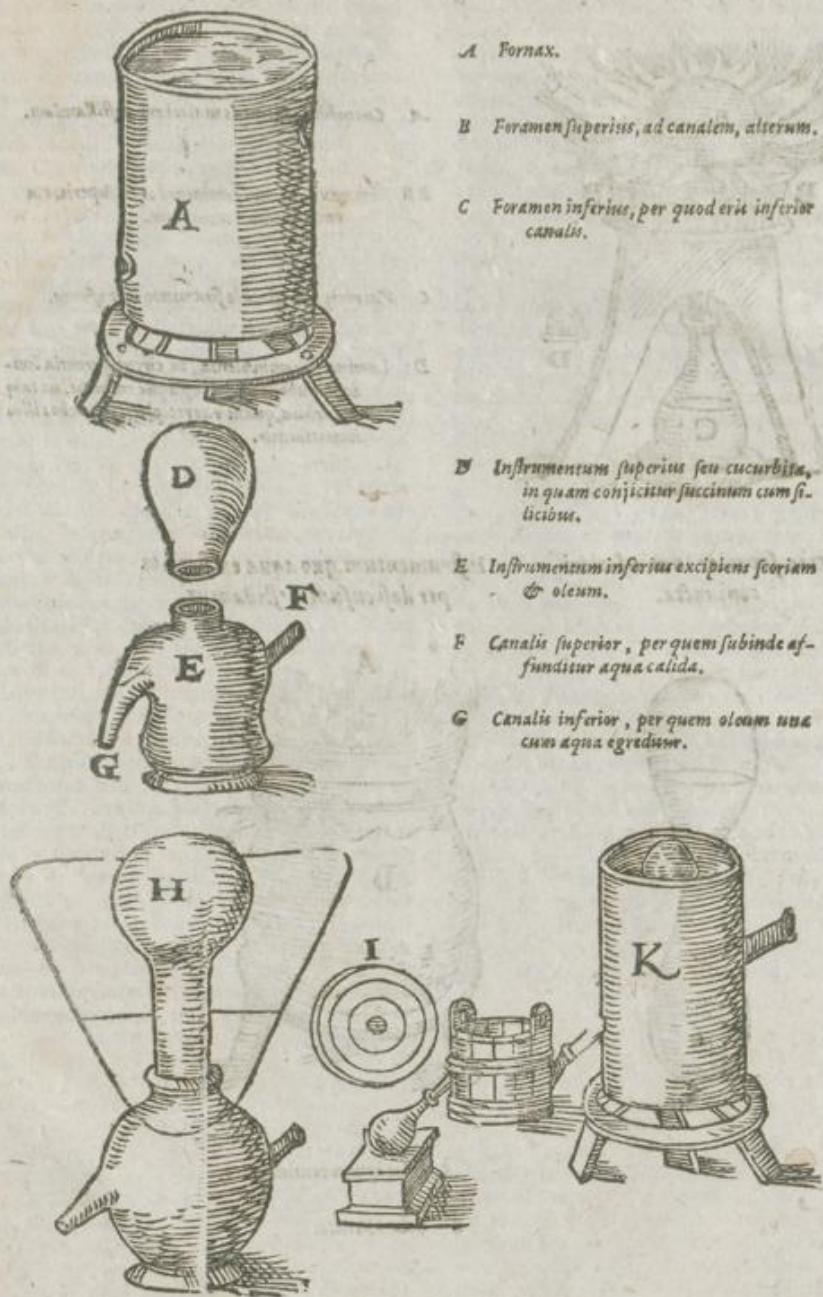 A
A Fornax.
B Foramen ſuperius, ad canalem, alterum.
C Foramen inferius, per quod erit inferior
canalis.
D
D Inſtrumentum ſuperius ſeu cucurbita,
in quam conjicitur ſuccinum cum ſi-
licibus.
F
E
G
E Inſtrumentum inferius excipiens ſcoriam
& oleum.
F Canalis ſuperior, per quem ſubinde af-
funditur aqua calida.
G Canalis inferior, per quem oleum una
cum aqua egreditur.
H
I
K